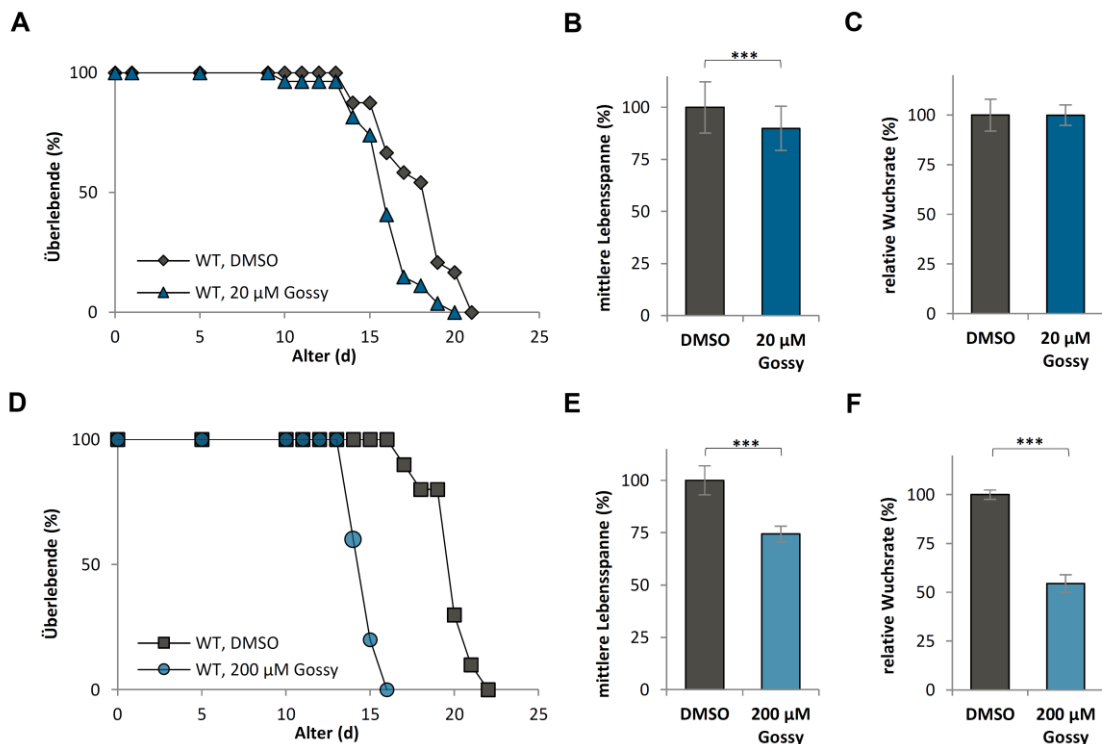 A
Überlebende (%)
100
50
0
WT, DMSO
WT, 20 µM Gossy
0 5 10 15 20 25
Alter (d)
B
mittlere Lebensspanne (%)
***
100
75
50
25
0
DMSO
20 µM
Gossy
C
relative Wuchsrate (%)
100
75
50
25
0
DMSO
20 µM
Gossy
D
Überlebende (%)
100
50
0
WT, DMSO
WT, 200 µM Gossy
0 5 10 15 20 25
Alter (d)
E
mittlere Lebensspanne (%)
***
100
75
50
25
0
DMSO
200 µM
Gossy
F
relative Wuchsrate (%)
***
100
75
50
25
0
DMSO
200 µM
Gossy